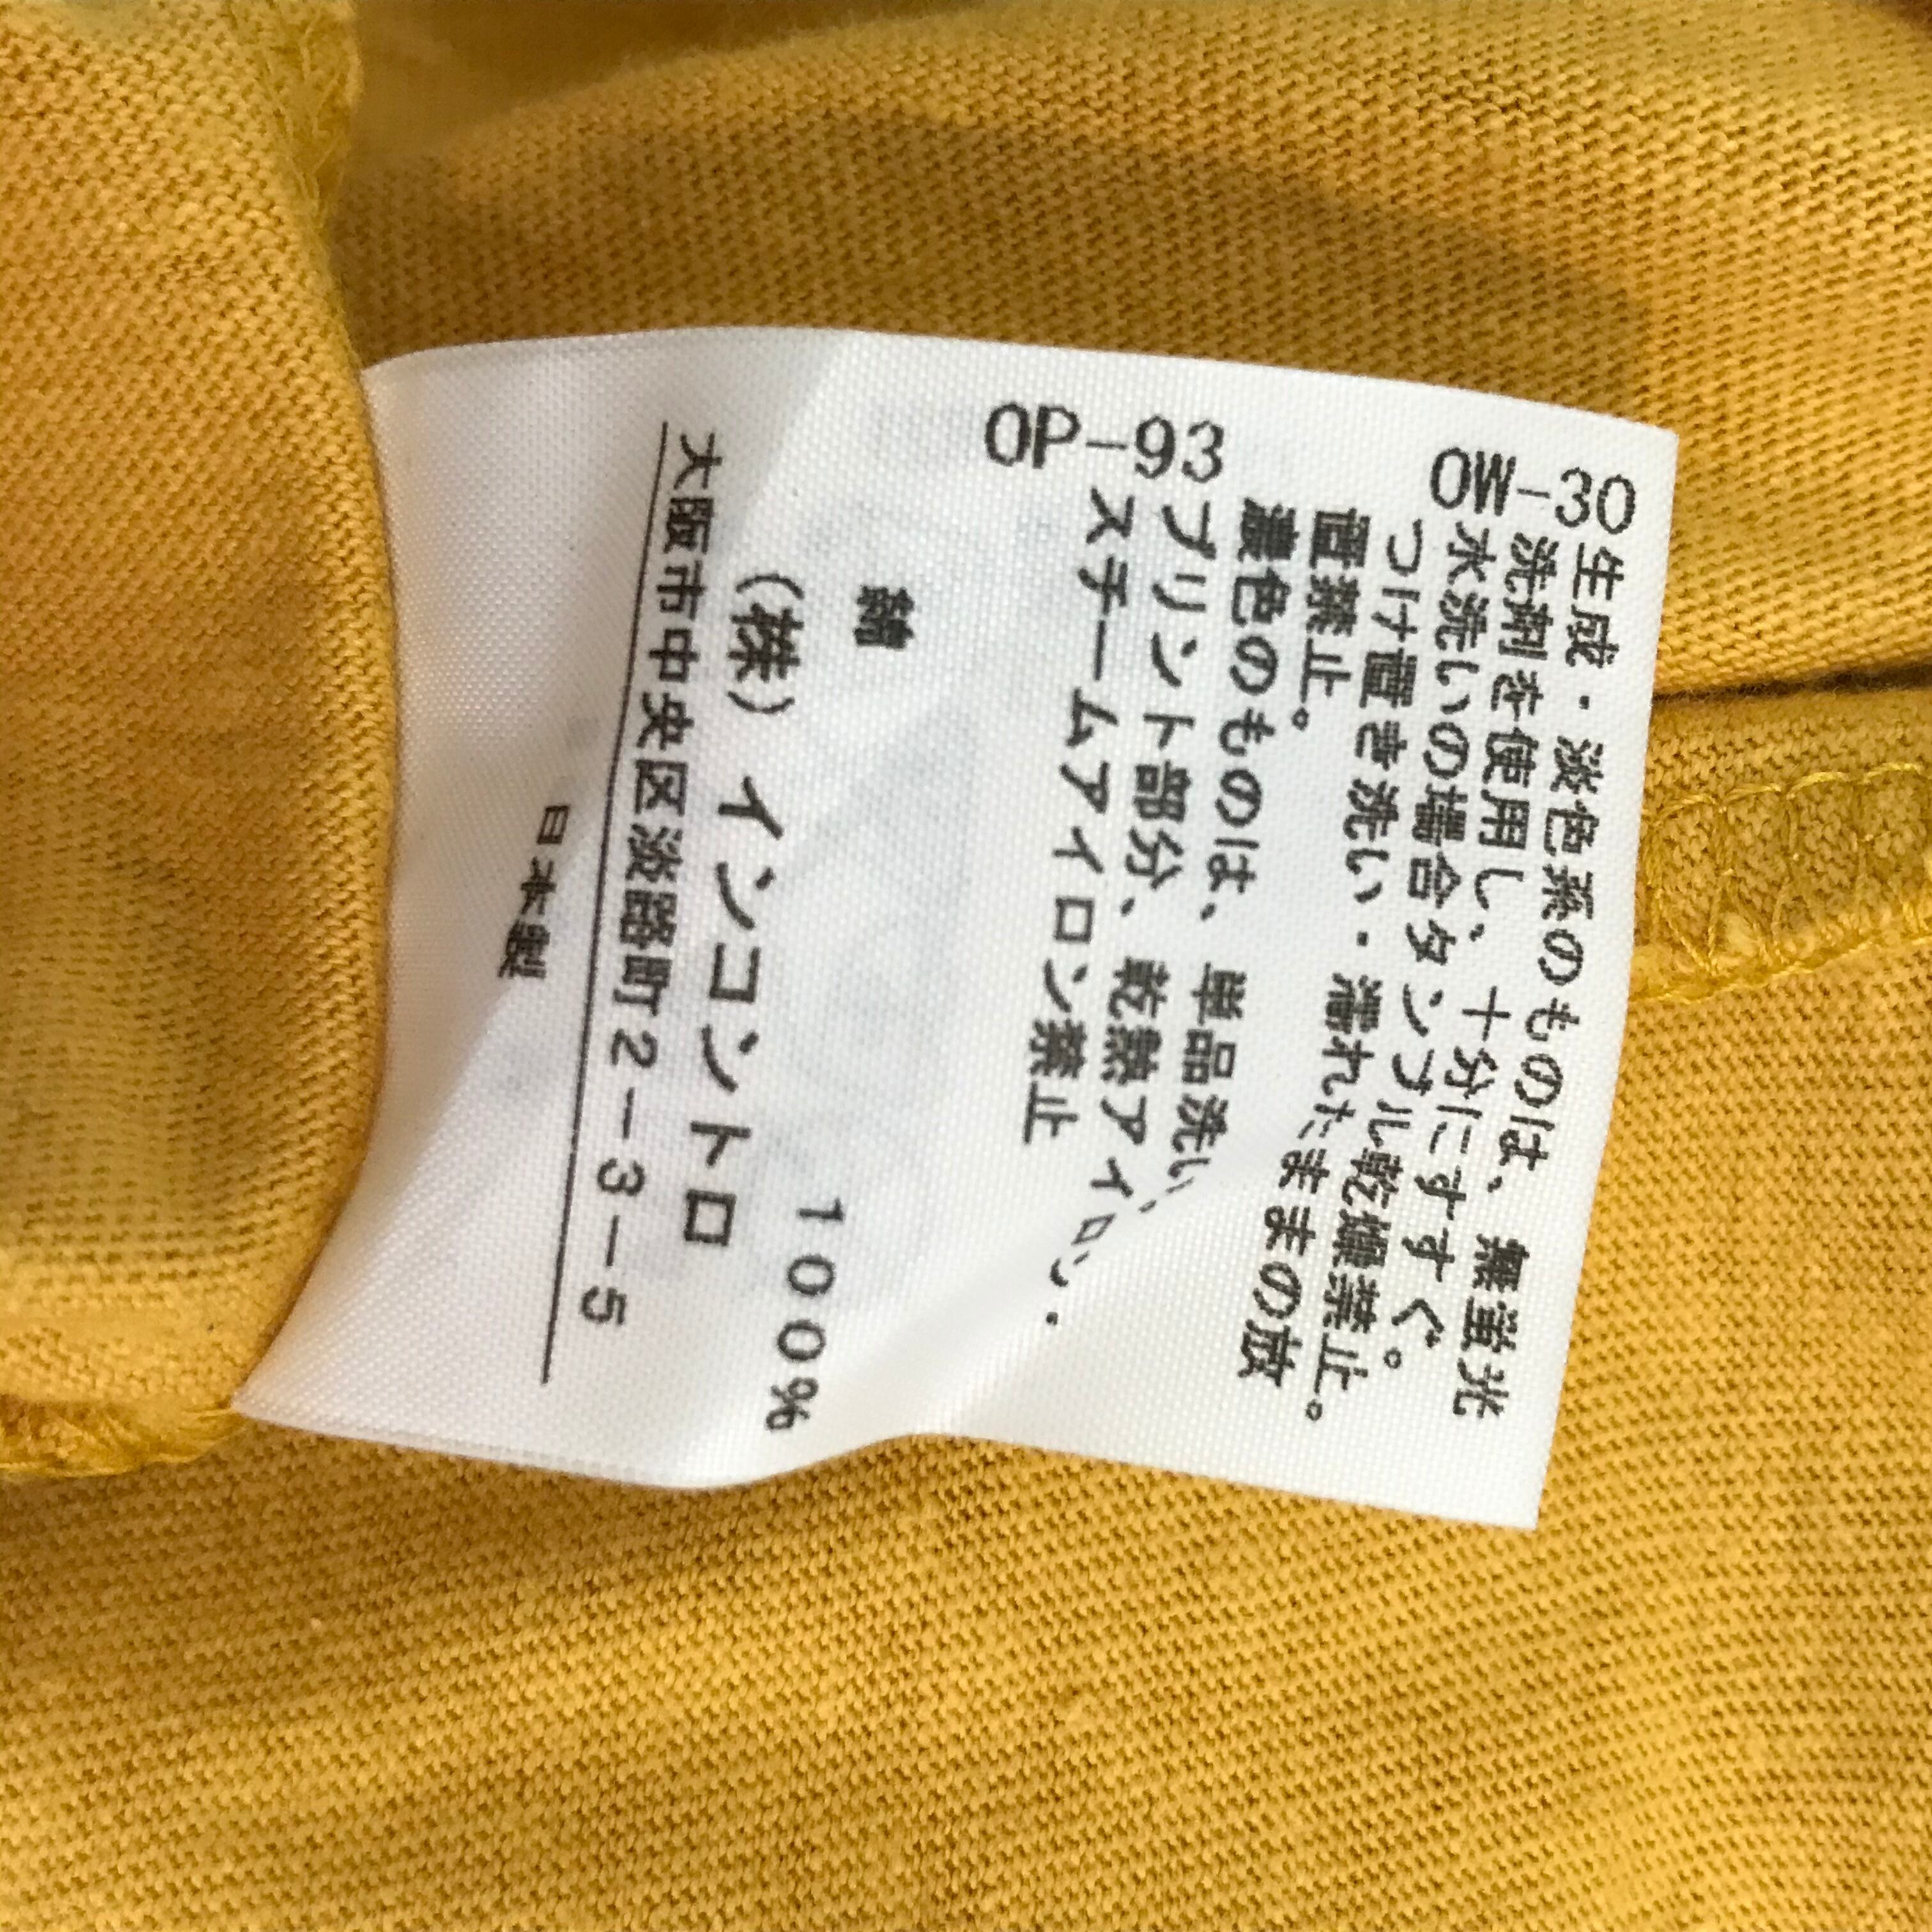 OW-30
生成・淡色系のものは、無蛍光
洗剤を使用し、十分にすすぐ。
水洗いの場合タンブル乾燥禁止。
つけ置き洗い・濡れたままの放
置禁止。
濃色のものは、単品洗い。
OP-93
プリント部分、乾熱アイロン・
スチームアイロン禁止
綿 100%
(株) インコントロ
大阪市中央区淡路町2-3-5
日本製